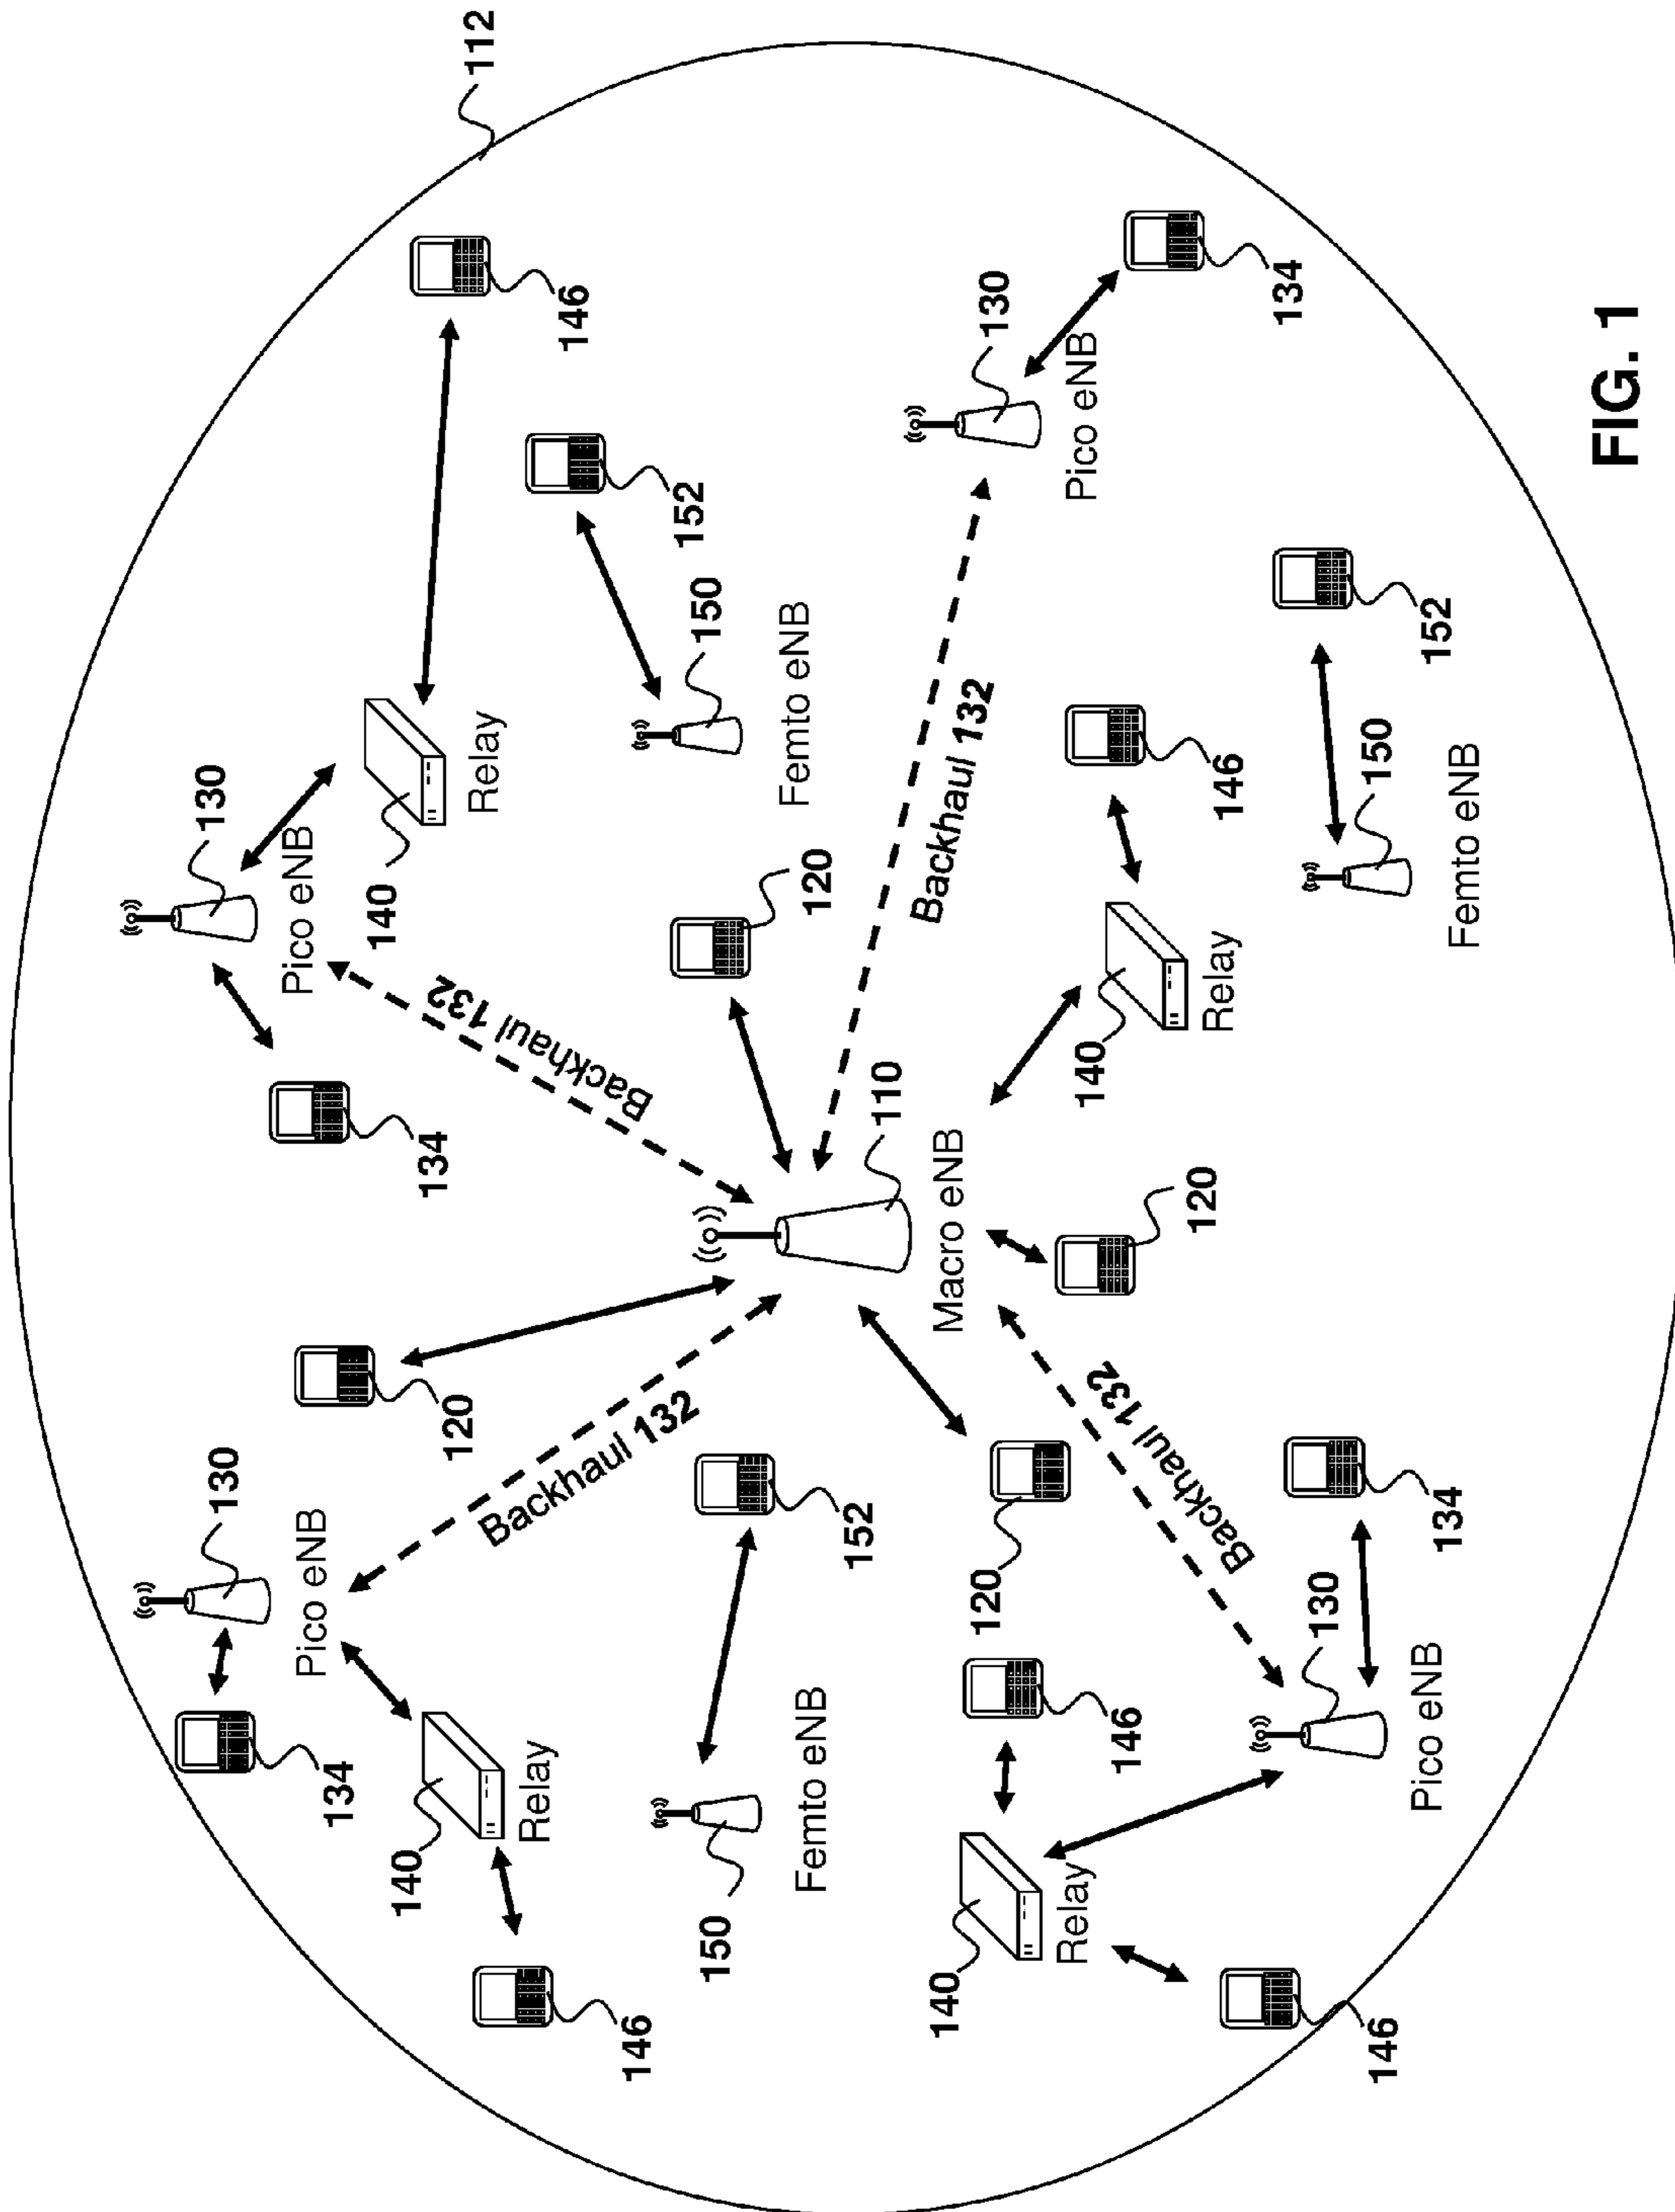 112
130
130
Pico eNB
Pico eNB
134
140
140
134
120
Relay
Relay
Backhaul 132
Backhaul 132
146
146
152
150
150
Femto eNB
Femto eNB
120
152
110
140
Macro eNB
Backhaul 132
120
130
Relay
Pico eNB
140
146
Backhaul 132
120
Relay
146
134
130
146
150
Pico eNB
134
152
Femto eNB
FIG. 1